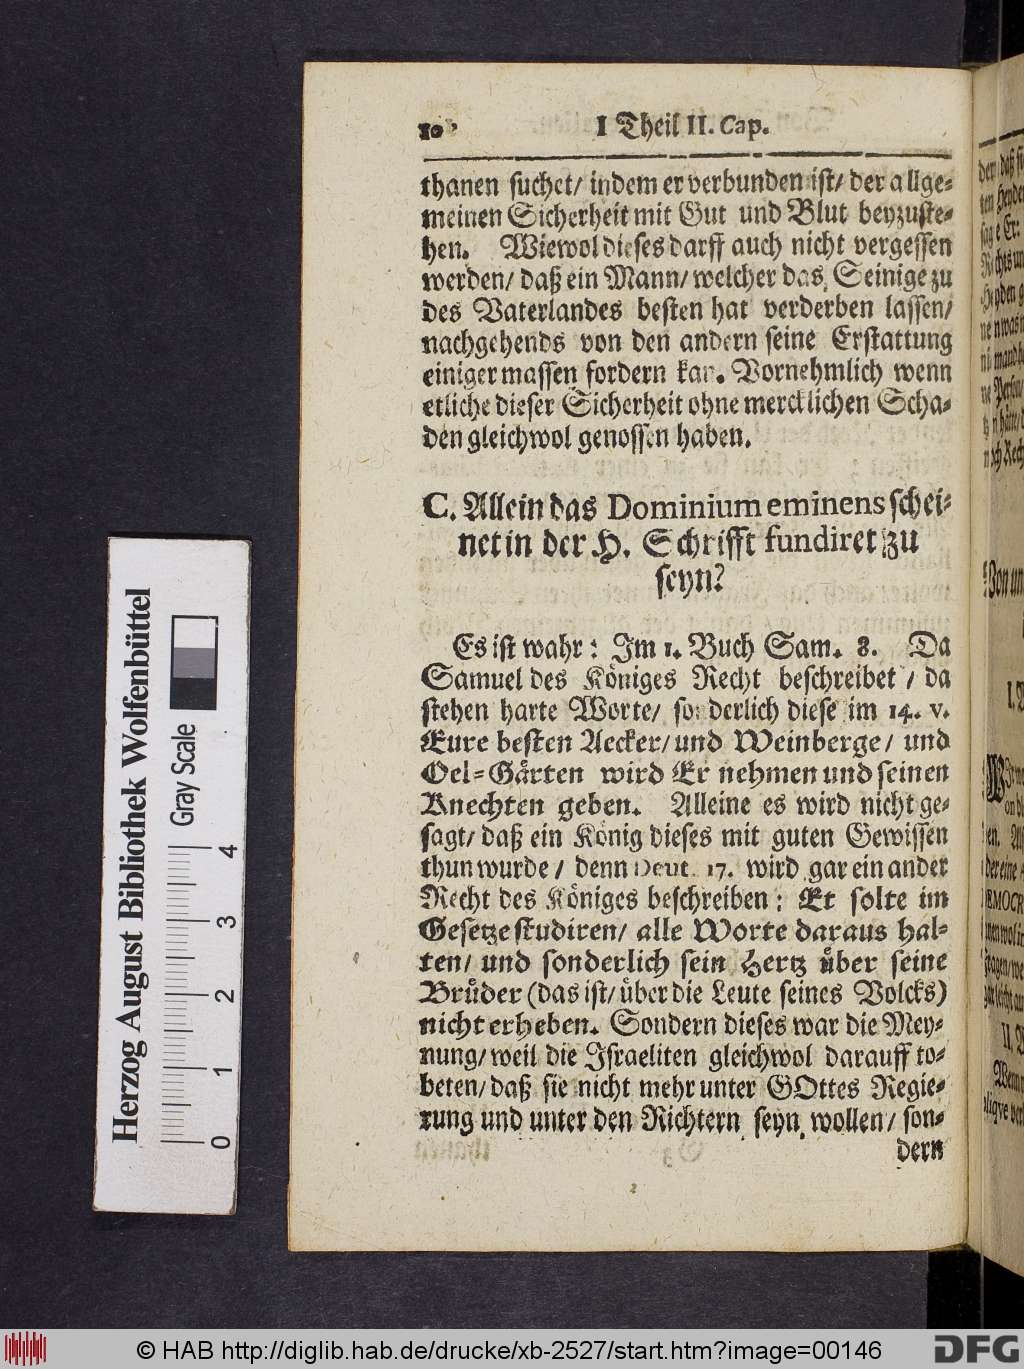 I Theil II. Cap.
thanen suchet/ indem er verbunden ist/ der allge-
meinen Sicherheit mit Gut und Blut beyzuste-
hen. Wiewol dieses darff auch nicht vergessen
werden/ daß ein Mann/ welcher das Seinige zu
des Vaterlandes besten hat verderben lassen/
nachgehends von den andern seine Erstattung
einiger massen fordern kan. Vornehmlich wenn
etliche dieser Sicherheit ohne mercklichen Scha-
den gleichwol genossen haben.
C. Allein das Dominium eminens schei-
net in der H. Schrifft fundiret zu
seyn?
Es ist wahr: Im 1. Buch Sam. 8. Da
Samuel des Königes Recht beschreibet / da
stehen harte Worte/ sonderlich diese im 14. v.
Eure besten Aecker/ und Weinberge/ und
Oel-Gärten wird Er nehmen und seinen
Knechten geben. Alleine es wird nicht ge-
sagt/ daß ein König dieses mit guten Gewissen
thun wurde / denn Deut. 17. wird gar ein ander
Recht des Königes beschreiben: Er solte im
Gesetze studiren/ alle Worte daraus hal-
ten/ und sonderlich sein Hertz über seine
Brüder (das ist/ über die Leute seines Volcks)
nicht erheben. Sondern dieses war die Mey-
nung/ weil die Israeliten gleichwol darauff to-
beten/ daß sie nicht mehr unter GOttes Regie-
rung und unter den Richtern seyn wollen/ son-
dern
Herzog August Bibliothek Wolfenbüttel
Gray Scale
0 1 2 3 4
© HAB http://diglib.hab.de/drucke/xb-2527/start.htm?image=00146
DFG